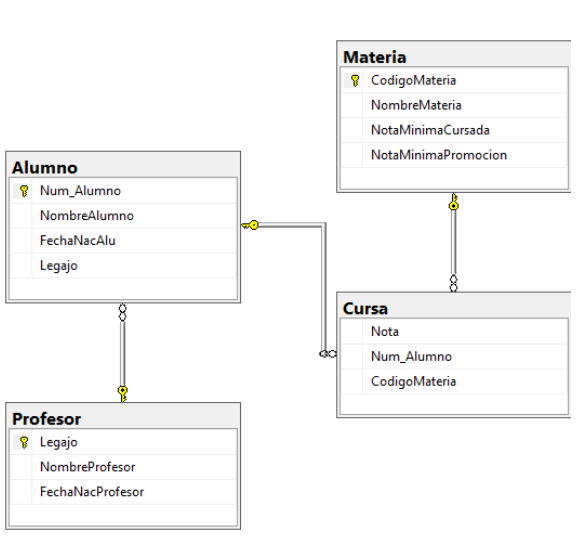 Materia
CodigoMateria
NombreMateria
NotaMinimaCursada
NotaMinimaPromocion
Alumno
Num_Alumno
NombreAlumno
FechaNacAlu
Legajo
Cursa
Nota
Num_Alumno
CodigoMateria
Profesor
Legajo
NombreProfesor
FechaNacProfesor